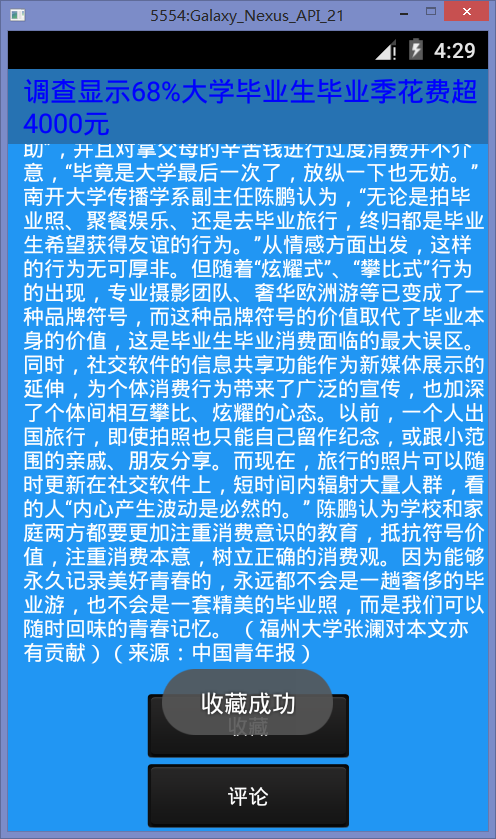 5554:Galaxy_Nexus_API_21
4:29
调查显示68%大学毕业生毕业季花费超
4000元
助”，并且对拿父母的辛苦钱进行过度消费并不介
意，“毕竟是大学最后一次了，放纵一下也无妨。”
南开大学传播学系副主任陈鹏认为，“无论是拍毕
业照、聚餐娱乐、还是去毕业旅行，终归都是毕业
生希望获得友谊的行为。”从情感方面出发，这样
的行为无可厚非。但随着“炫耀式”、“攀比式”行为
的出现，专业摄影团队、奢华欧洲游等已变成了一
种品牌符号，而这种品牌符号的价值取代了毕业本
身的价值，这是毕业生毕业消费面临的最大误区。
同时，社交软件的信息共享功能作为新媒体展示的
延伸，为个体消费行为带来了广泛的宣传，也加深
了个体间相互攀比、炫耀的心态。以前，一个人出
国旅行，即使拍照也只能自己留作纪念，或跟小范
围的亲戚、朋友分享。而现在，旅行的照片可以随
时更新在社交软件上，短时间内辐射大量人群，看
的人“内心产生波动是必然的。” 陈鹏认为学校和家
庭两方都要更加注重消费意识的教育，抵抗符号价
值，注重消费本意，树立正确的消费观。因为能够
永久记录美好青春的，永远都不会是一趟奢侈的毕
业游，也不会是一套精美的毕业照，而是我们可以
随时回味的青春记忆。 （福州大学张澜对本文亦
有贡献）（来源：中国青年报）
收藏成功
收藏
评论